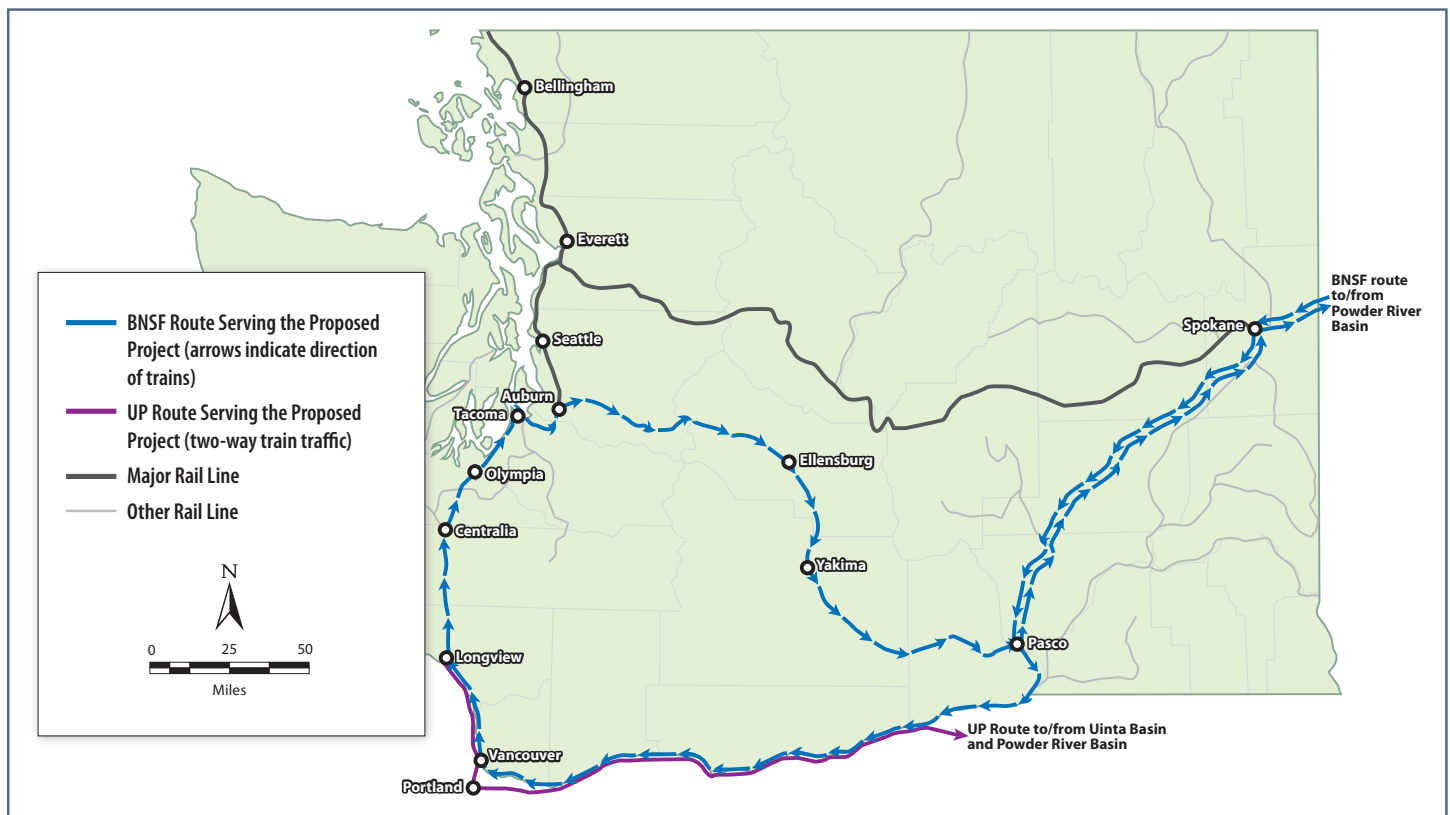 Bellingham
Everett
BNSF route
to/from
Powder River
Basin
Spokane
BNSF Route Serving the Proposed
Project (arrows indicate direction
of trains)
UP Route Serving the Proposed
Project (two-way train traffic)
Major Rail Line
Other Rail Line
N
0 25 50
Miles
Seattle
Auburn
Tacoma
Ellensburg
Olympia
Centralia
Yakima
Pasco
Longview
UP Route to/from Uinta Basin
and Powder River Basin
Vancouver
Portland